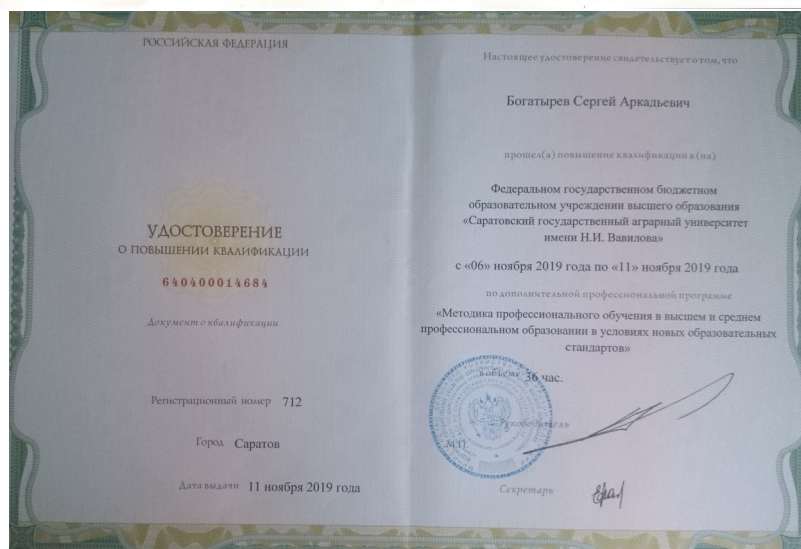 РОССИЙСКАЯ ФЕДЕРАЦИЯ
УДОСТОВЕРЕНИЕ
О ПОВЫШЕНИИ КВАЛИФИКАЦИИ
640400014684
Документ о квалификации
Регистрационный номер 712
Город Саратов
Дата выдачи 11 ноября 2019 года
Настоящее удостоверение свидетельствует о том, что
Богатырев Сергей Аркадьевич
прошел(а) повышение квалификации в (на)
Федеральном государственном бюджетном
образовательном учреждении высшего образования
«Саратовский государственный аграрный университет
имени Н.И. Вавилова»
с «06» ноября 2019 года по «11» ноября 2019 года
по дополнительной профессиональной программе
«Методика профессионального обучения в высшем и среднем
профессиональном образовании в условиях новых образовательных
стандартов»
в объеме 36 час.
Руководитель
М.П.
Секретарь